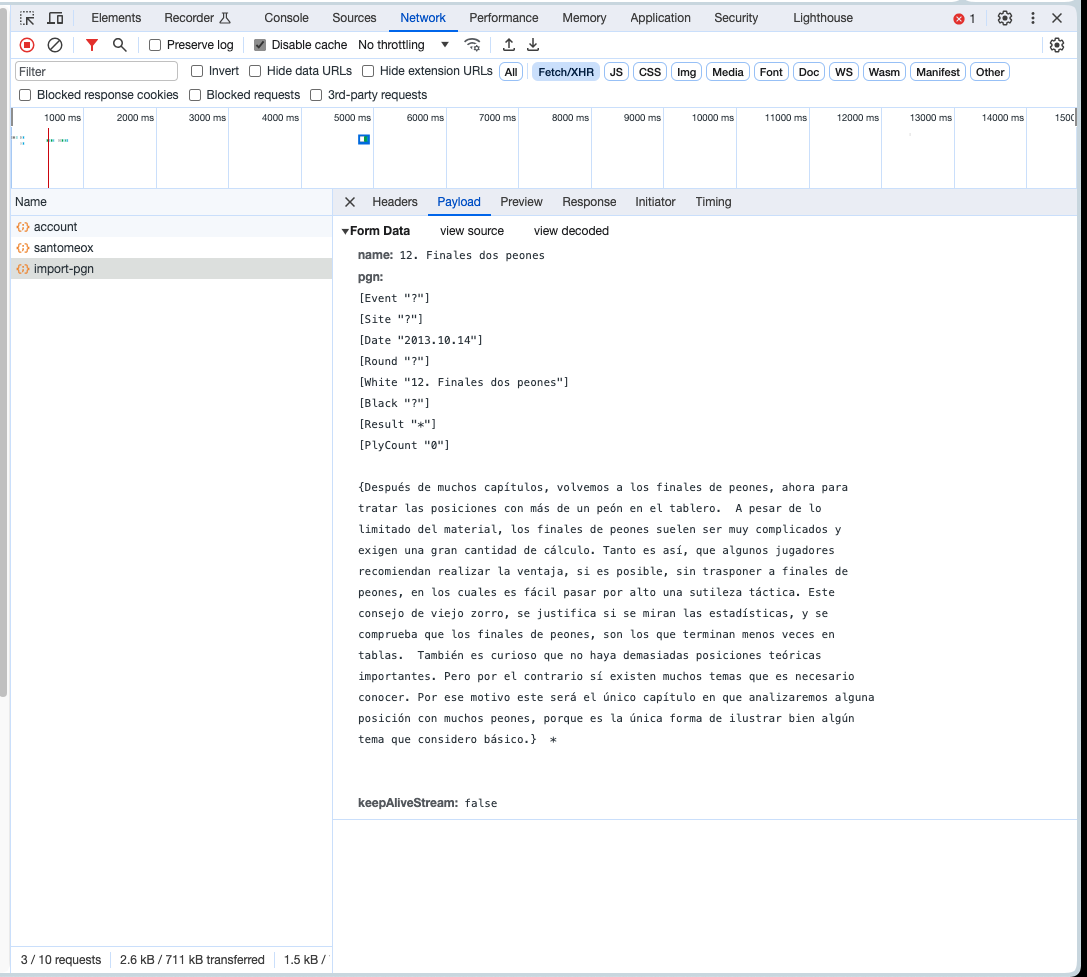 Elements Recorder Console Sources Network Performance Memory Application Security Lighthouse 1
Preserve log Disable cache No throttling
Filter Invert Hide data URLs Hide extension URLs All Fetch/XHR JS CSS Img Media Font Doc WS Wasm Manifest Other
Blocked response cookies Blocked requests 3rd-party requests
1000 ms 2000 ms 3000 ms 4000 ms 5000 ms 6000 ms 7000 ms 8000 ms 9000 ms 10000 ms 11000 ms 12000 ms 13000 ms 14000 ms 1500
Name
account
santomeox
import-pgn
Headers Payload Preview Response Initiator Timing
Form Data view source view decoded
name: 12. Finales dos peones
pgn:
[Event "?"]
[Site "?"]
[Date "2013.10.14"]
[Round "?"]
[White "12. Finales dos peones"]
[Black "?"]
[Result "*"]
[PlyCount "0"]
{Después de muchos capítulos, volvemos a los finales de peones, ahora para
tratar las posiciones con más de un peón en el tablero.  A pesar de lo
limitado del material, los finales de peones suelen ser muy complicados y
exigen una gran cantidad de cálculo. Tanto es así, que algunos jugadores
recomiendan realizar la ventaja, si es posible, sin trasponer a finales de
peones, en los cuales es fácil pasar por alto una sutileza táctica. Este
consejo de viejo zorro, se justifica si se miran las estadísticas, y se
comprueba que los finales de peones, son los que terminan menos veces en
tablas.  También es curioso que no haya demasiadas posiciones teóricas
importantes. Pero por el contrario sí existen muchos temas que es necesario
conocer. Por ese motivo este será el único capítulo en que analizaremos alguna
posición con muchos peones, porque es la única forma de ilustrar bien algún
tema que considero básico.}  *
keepAliveStream: false
3 / 10 requests 2.6 kB / 711 kB transferred 1.5 kB /